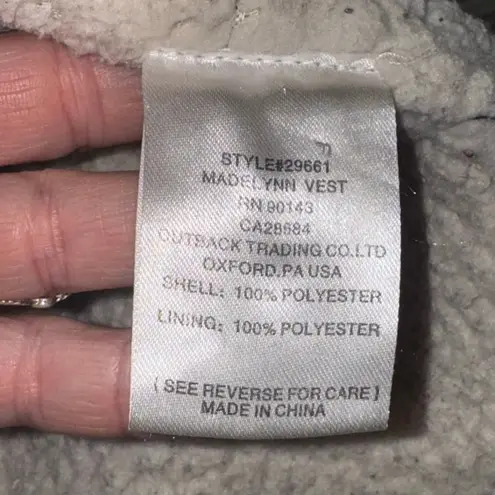 F
STYLE#29661
MADELYNN VEST
RN 90143
CA28684
OUTBACK TRADING CO.LTD
OXFORD.PA USA
SHELL: 100% POLYESTER
LINING: 100% POLYESTER
( SEE REVERSE FOR CARE )
MADE IN CHINA